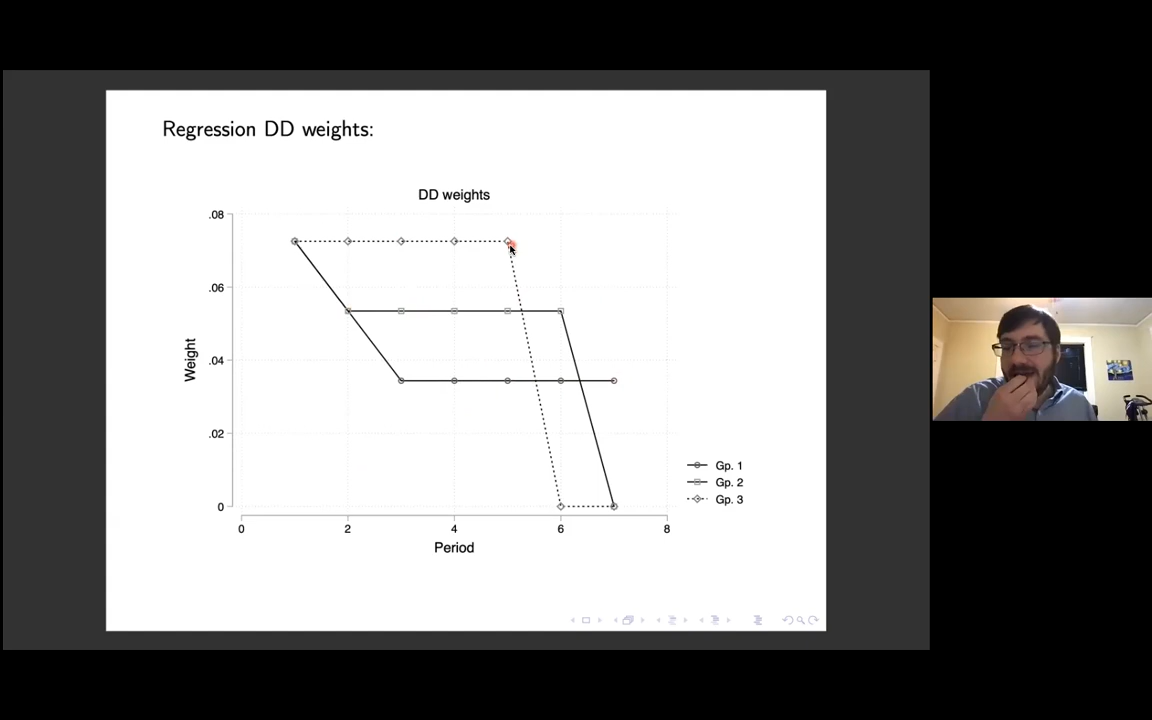 Regression DD weights:
DD weights
.08
.06
.04
.02
0
Weight
0 2 4 6 8
Period
Gp. 1
Gp. 2
Gp. 3